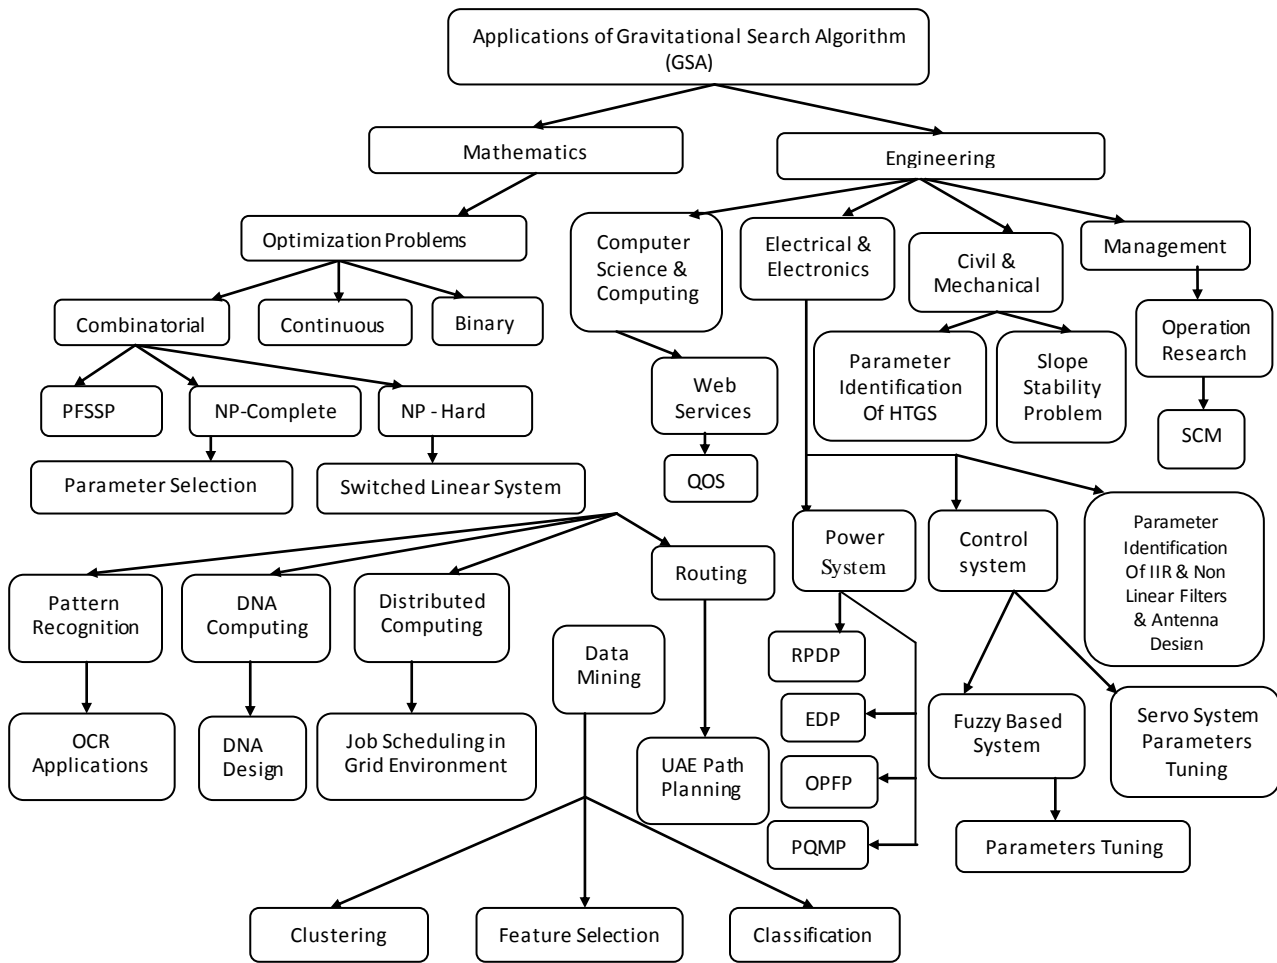 Applications of Gravitational Search Algorithm
(GSA)
Mathematics
Engineering
Optimization Problems
Computer
Science &
Computing
Electrical &
Electronics
Civil &
Mechanical
Management
Combinatorial
Continuous
Binary
Operation
Research
Parameter
Identification
Of HTGS
Slope
Stability
Problem
PFSSP
NP-Complete
NP - Hard
Web
Services
SCM
Parameter Selection
Switched Linear System
QOS
Power
System
Control
system
Parameter
Identification
Of IIR & Non
Linear Filters
& Antenna
Design
Pattern
Recognition
DNA
Computing
Distributed
Computing
Routing
Data
Mining
RPDP
EDP
OPFP
PQMP
Fuzzy Based
System
Servo System
Parameters
Tuning
OCR
Applications
DNA
Design
Job Scheduling in
Grid Environment
UAE Path
Planning
Parameters Tuning
Clustering
Feature Selection
Classification